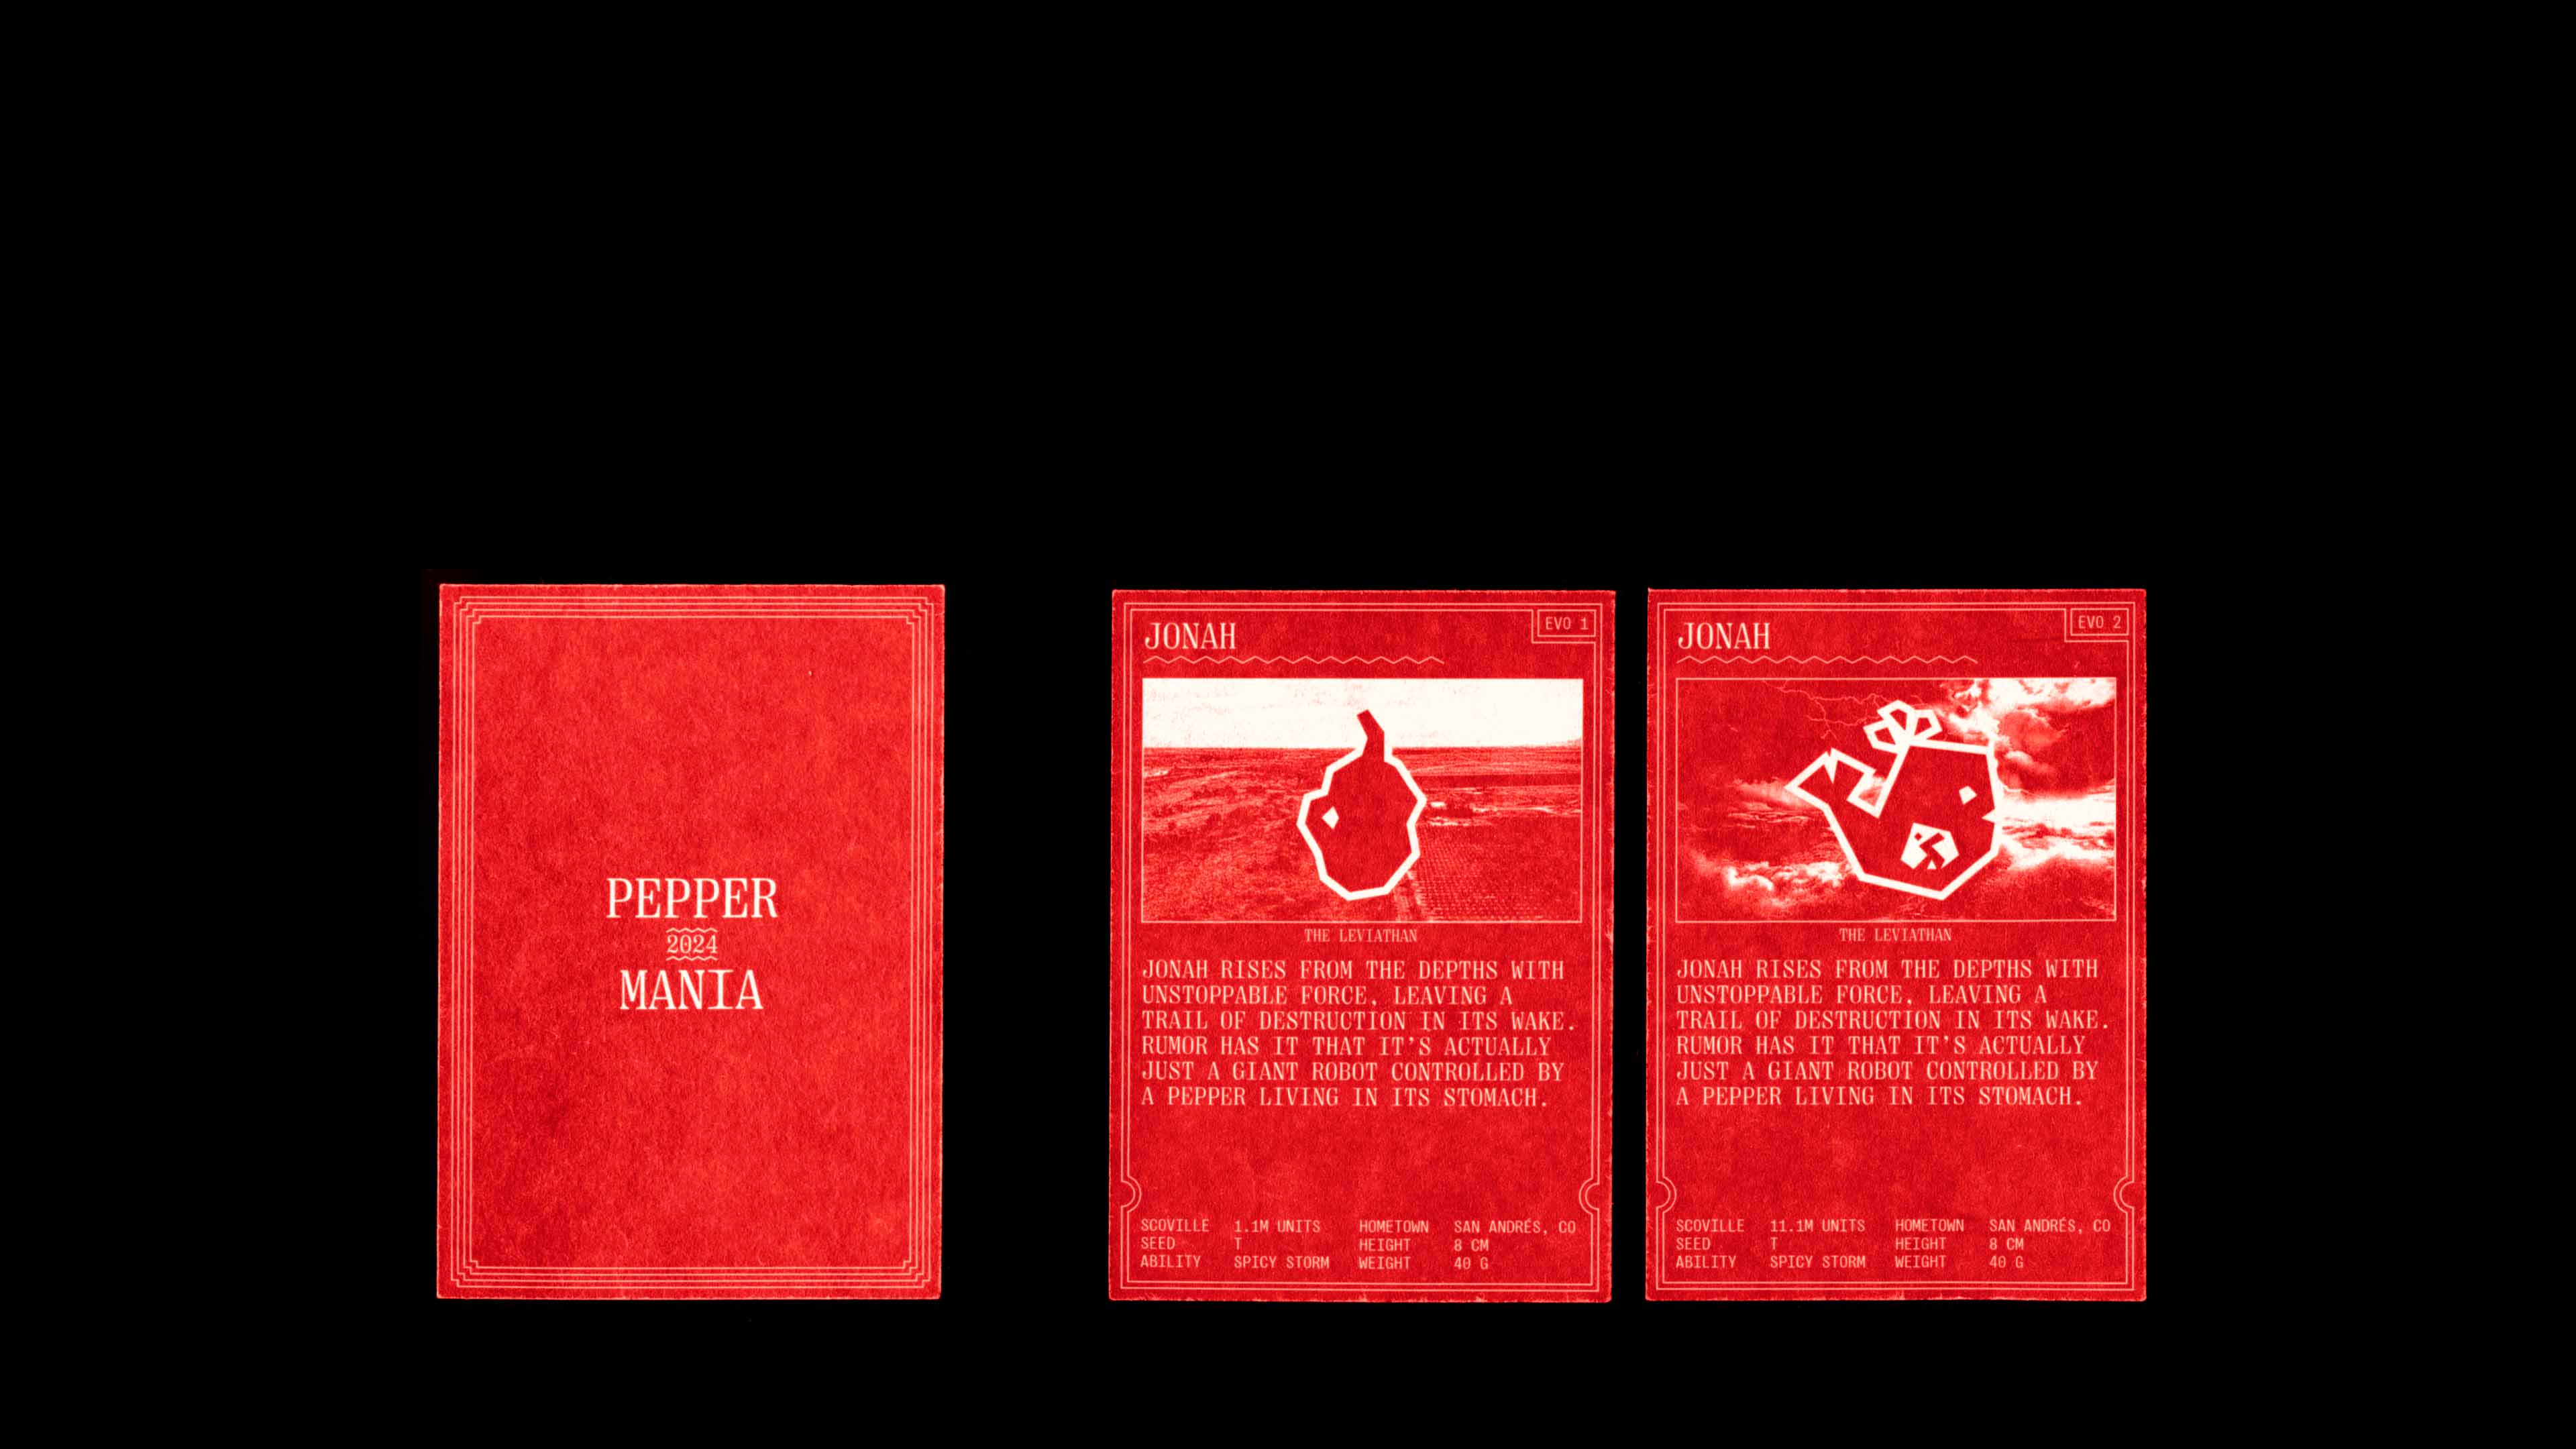 PEPPER
2024
MANIA
JONAH
EVO 1
THE LEVIATHAN
JONAH RISES FROM THE DEPTHS WITH
UNSTOPPABLE FORCE, LEAVING A
TRAIL OF DESTRUCTION IN ITS WAKE.
RUMOR HAS IT THAT IT'S ACTUALLY
JUST A GIANT ROBOT CONTROLLED BY
A PEPPER LIVING IN ITS STOMACH.
SCOVILLE 1.1M UNITS HOMETOWN SAN ANDRÉS, CO
SEED T HEIGHT 8 CM
ABILITY SPICY STORM WEIGHT 40 G
JONAH
EVO 2
THE LEVIATHAN
JONAH RISES FROM THE DEPTHS WITH
UNSTOPPABLE FORCE, LEAVING A
TRAIL OF DESTRUCTION IN ITS WAKE.
RUMOR HAS IT THAT IT'S ACTUALLY
JUST A GIANT ROBOT CONTROLLED BY
A PEPPER LIVING IN ITS STOMACH.
SCOVILLE 11.1M UNITS HOMETOWN SAN ANDRÉS, CO
SEED T HEIGHT 8 CM
ABILITY SPICY STORM WEIGHT 40 G